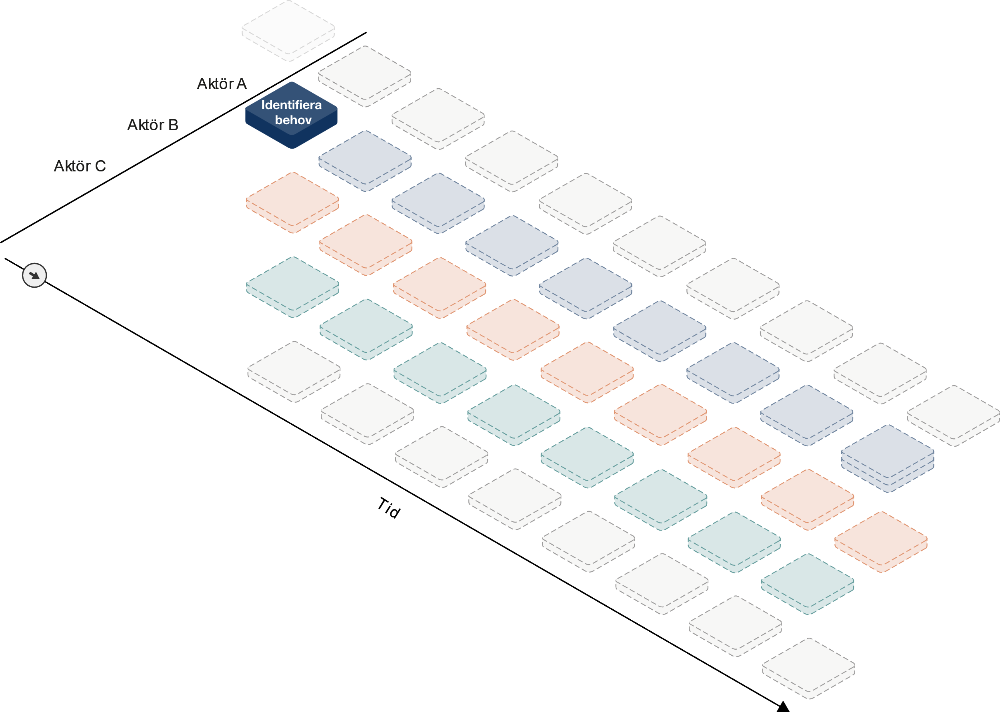 Aktör A
Identifiera
behov
Aktör B
Aktör C
Tid